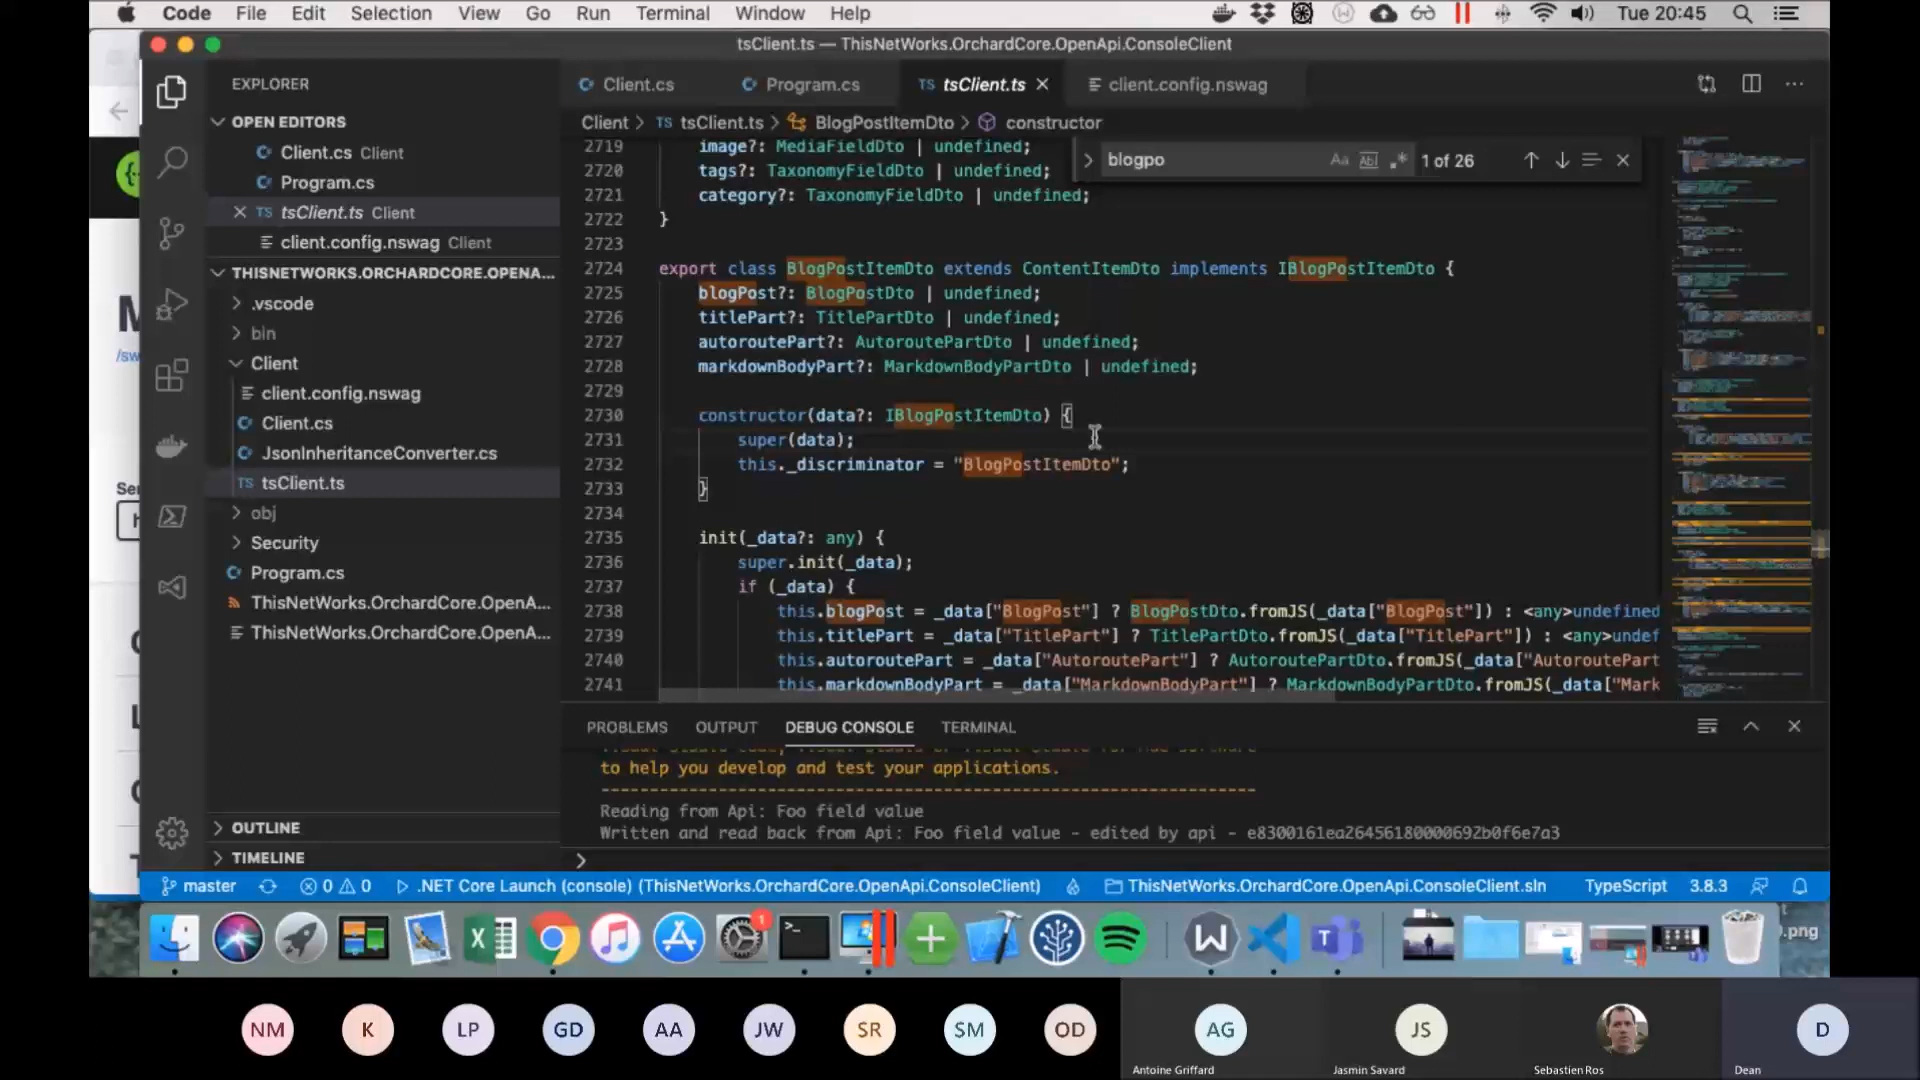 Code File Edit Selection View Go Run Terminal Window Help Tue 20:45
tsClient.ts — ThisNetWorks.OrchardCore.OpenApi.ConsoleClient
EXPLORER
OPEN EDITORS
Client.cs Client
Program.cs
tsClient.ts Client
client.config.nswag Client
THISNETWORKS.ORCHARDCORE.OPENA...
.vscode
bin
Client
client.config.nswag
Client.cs
JsonInheritanceConverter.cs
tsClient.ts
obj
Security
Program.cs
ThisNetWorks.OrchardCore.OpenA...
ThisNetWorks.OrchardCore.OpenA...
OUTLINE
TIMELINE
Client.cs Program.cs TS tsClient.ts client.config.nswag
Client > TS tsClient.ts > BlogPostItemDto > constructor
blogpo Aa Abl .* 1 of 26
2719 image?: MediaFieldDto | undefined;
2720 tags?: TaxonomyFieldDto | undefined;
2721 category?: TaxonomyFieldDto | undefined;
2722 }
2723
2724 export class BlogPostItemDto extends ContentItemDto implements IBlogPostItemDto {
2725 blogPost?: BlogPostDto | undefined;
2726 titlePart?: TitlePartDto | undefined;
2727 autoroutePart?: AutoroutePartDto | undefined;
2728 markdownBodyPart?: MarkdownBodyPartDto | undefined;
2729
2730 constructor(data?: IBlogPostItemDto) {
2731 super(data);
2732 this._discriminator = "BlogPostItemDto";
2733 }
2734
2735 init(_data?: any) {
2736 super.init(_data);
2737 if (_data) {
2738 this.blogPost = _data["BlogPost"] ? BlogPostDto.fromJS(_data["BlogPost"]) : <any>undefined
2739 this.titlePart = _data["TitlePart"] ? TitlePartDto.fromJS(_data["TitlePart"]) : <any>undef
2740 this.autoroutePart = _data["AutoroutePart"] ? AutoroutePartDto.fromJS(_data["AutoroutePart
2741 this.markdownBodyPart = _data["MarkdownBodyPart"] ? MarkdownBodyPartDto.fromJS(_data["Mark
PROBLEMS OUTPUT DEBUG CONSOLE TERMINAL
to help you develop and test your applications.
-------------------------------------------------------------------
Reading from Api: Foo field value
Written and read back from Api: Foo field value - edited by api - e8300161ea26456180000692b0f6e7a3
master 0 0 .NET Core Launch (console) (ThisNetWorks.OrchardCore.OpenApi.ConsoleClient) ThisNetWorks.OrchardCore.OpenApi.ConsoleClient.sln TypeScript 3.8.3
NM K LP GD AA JW SR SM OD AG JS D
Antoine Griffard Jasmin Savard Sebastien Ros Dean